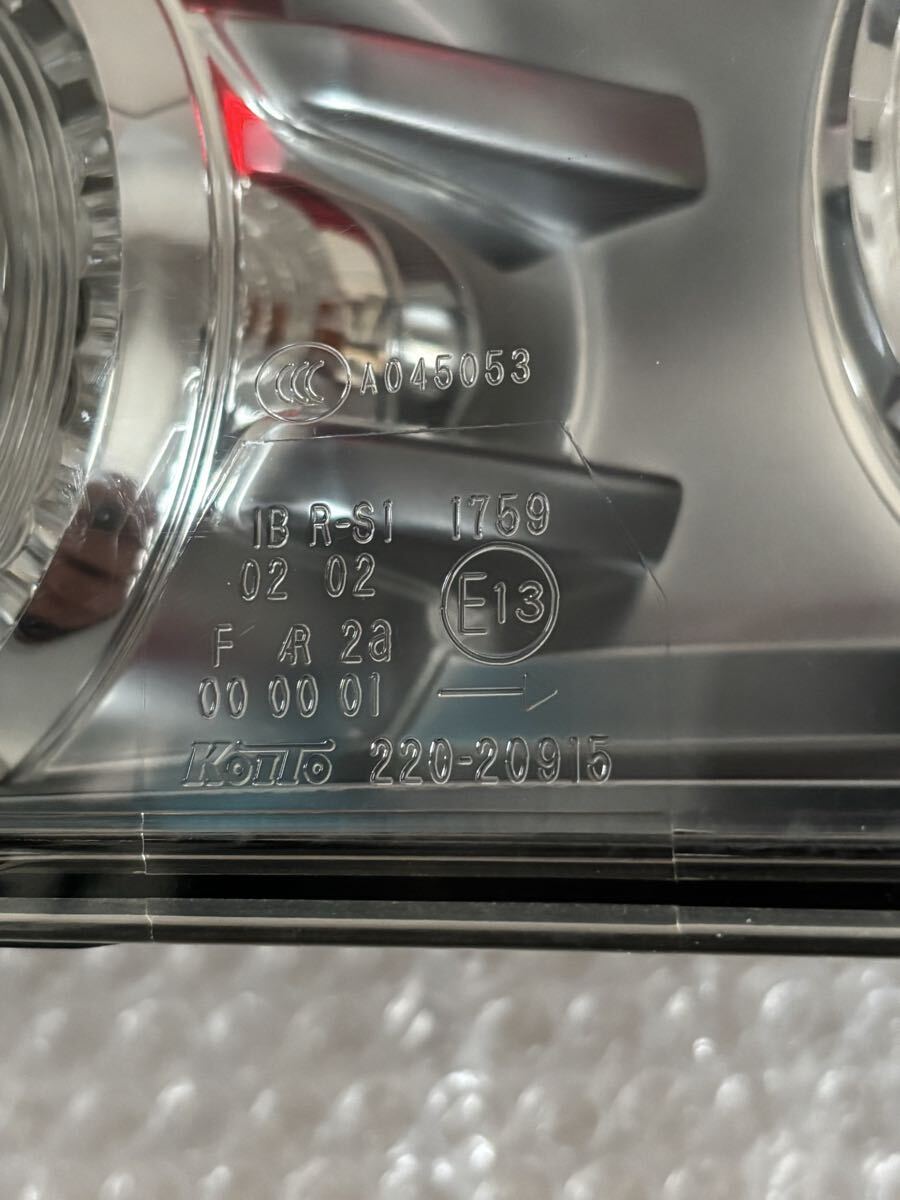 CCC A045053
IB R-S1 1759
02 02
E13
F AR 2a
00 00 01
KOITO 220-20915